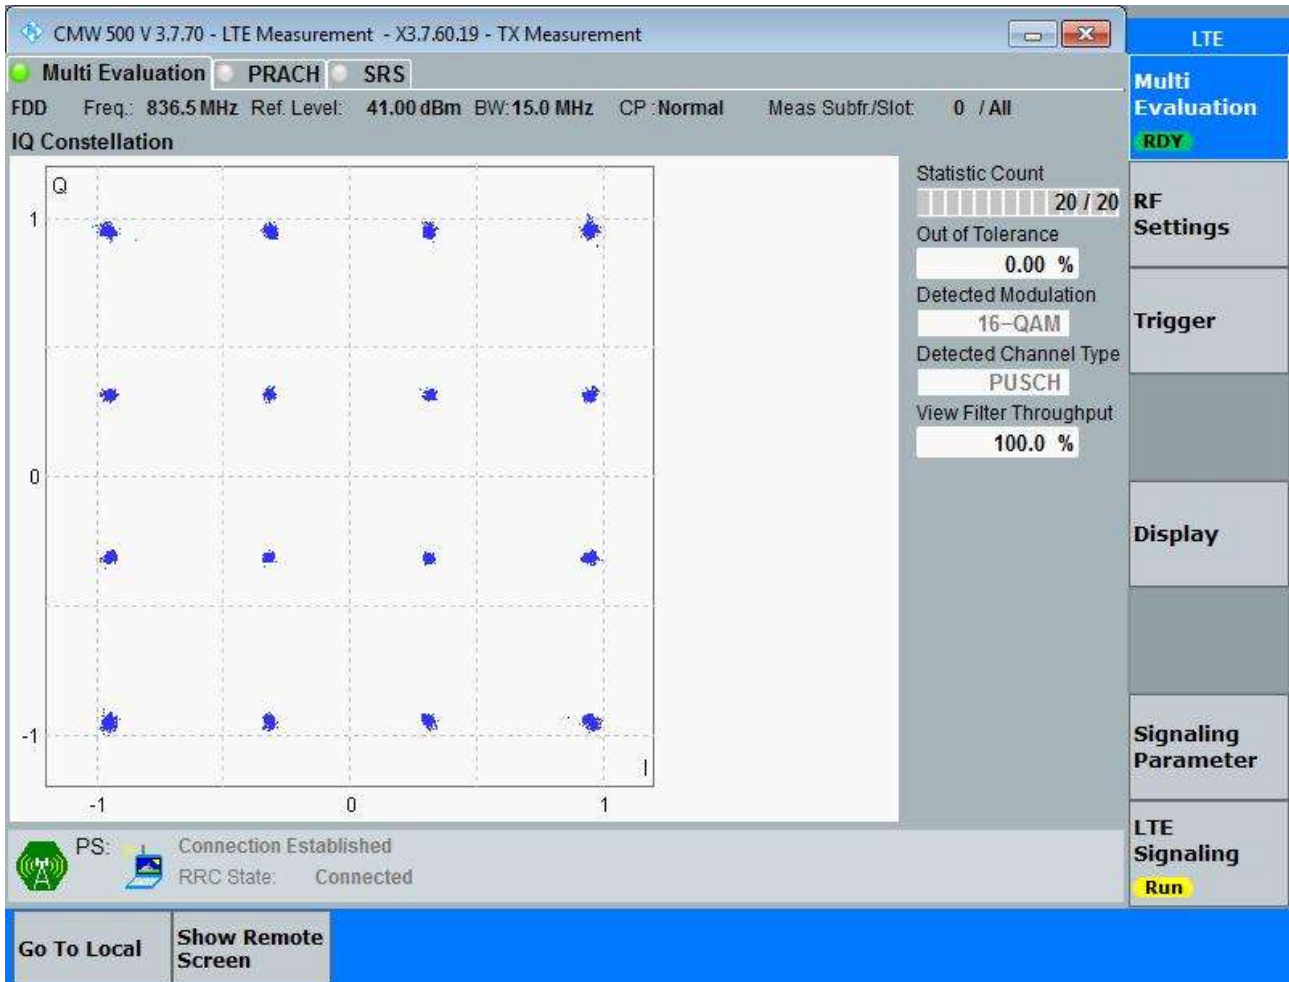 CMW 500 V 3.7.70 - LTE Measurement - X3.7.60.19 - TX Measurement
LTE
Multi Evaluation PRACH SRS
Multi
Evaluation
RDY
FDD Freq.: 836.5 MHz Ref. Level: 41.00 dBm BW: 15.0 MHz CP : Normal Meas Subfr./Slot: 0 / All
IQ Constellation
Q
1
0
-1
I
-1 0 1
Statistic Count
20 / 20
Out of Tolerance
0.00 %
Detected Modulation
16-QAM
Detected Channel Type
PUSCH
View Filter Throughput
100.0 %
RF
Settings
Trigger
Display
Signaling
Parameter
LTE
Signaling
Run
PS: Connection Established
RRC State: Connected
Go To Local
Show Remote
Screen